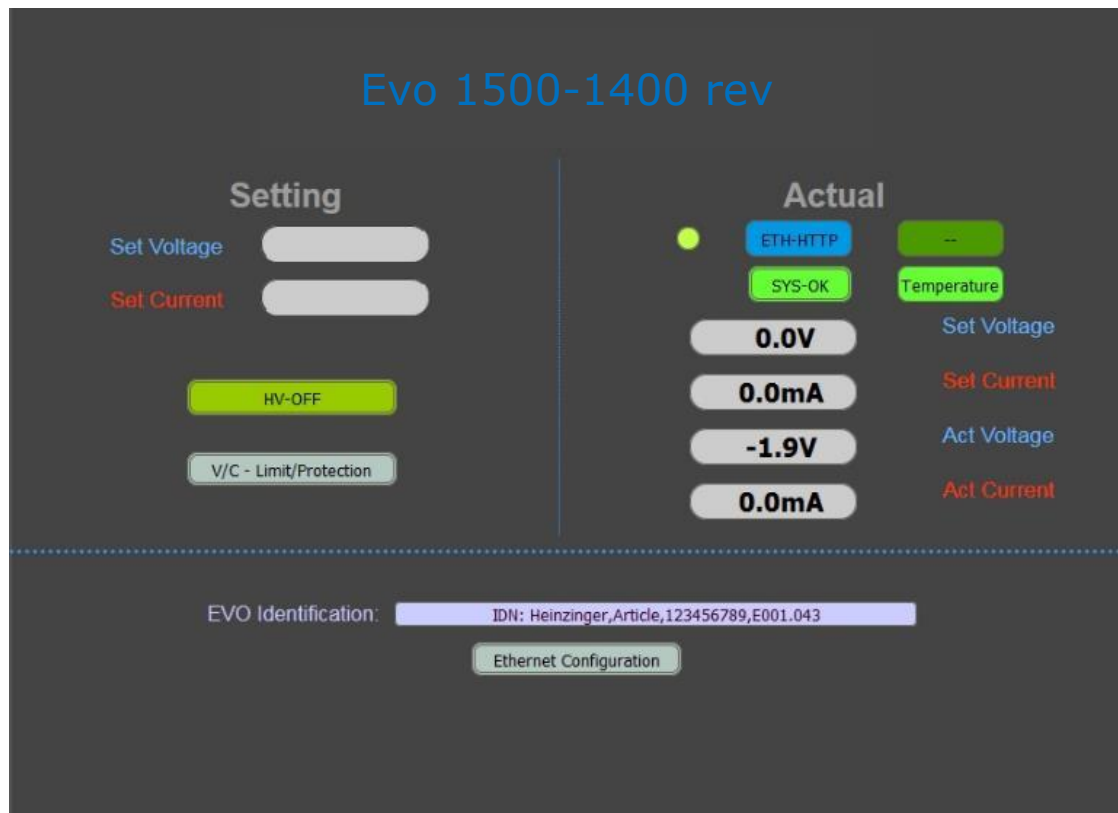 Evo 1500-1400 rev
Setting
Set Voltage
Set Current
HV-OFF
V/C - Limit/Protection
Actual
ETH-HTTP
--
SYS-OK
Temperature
0.0V
Set Voltage
0.0mA
Set Current
-1.9V
Act Voltage
0.0mA
Act Current
EVO Identification:
IDN: Heinzinger,Article,123456789,E001.043
Ethernet Configuration